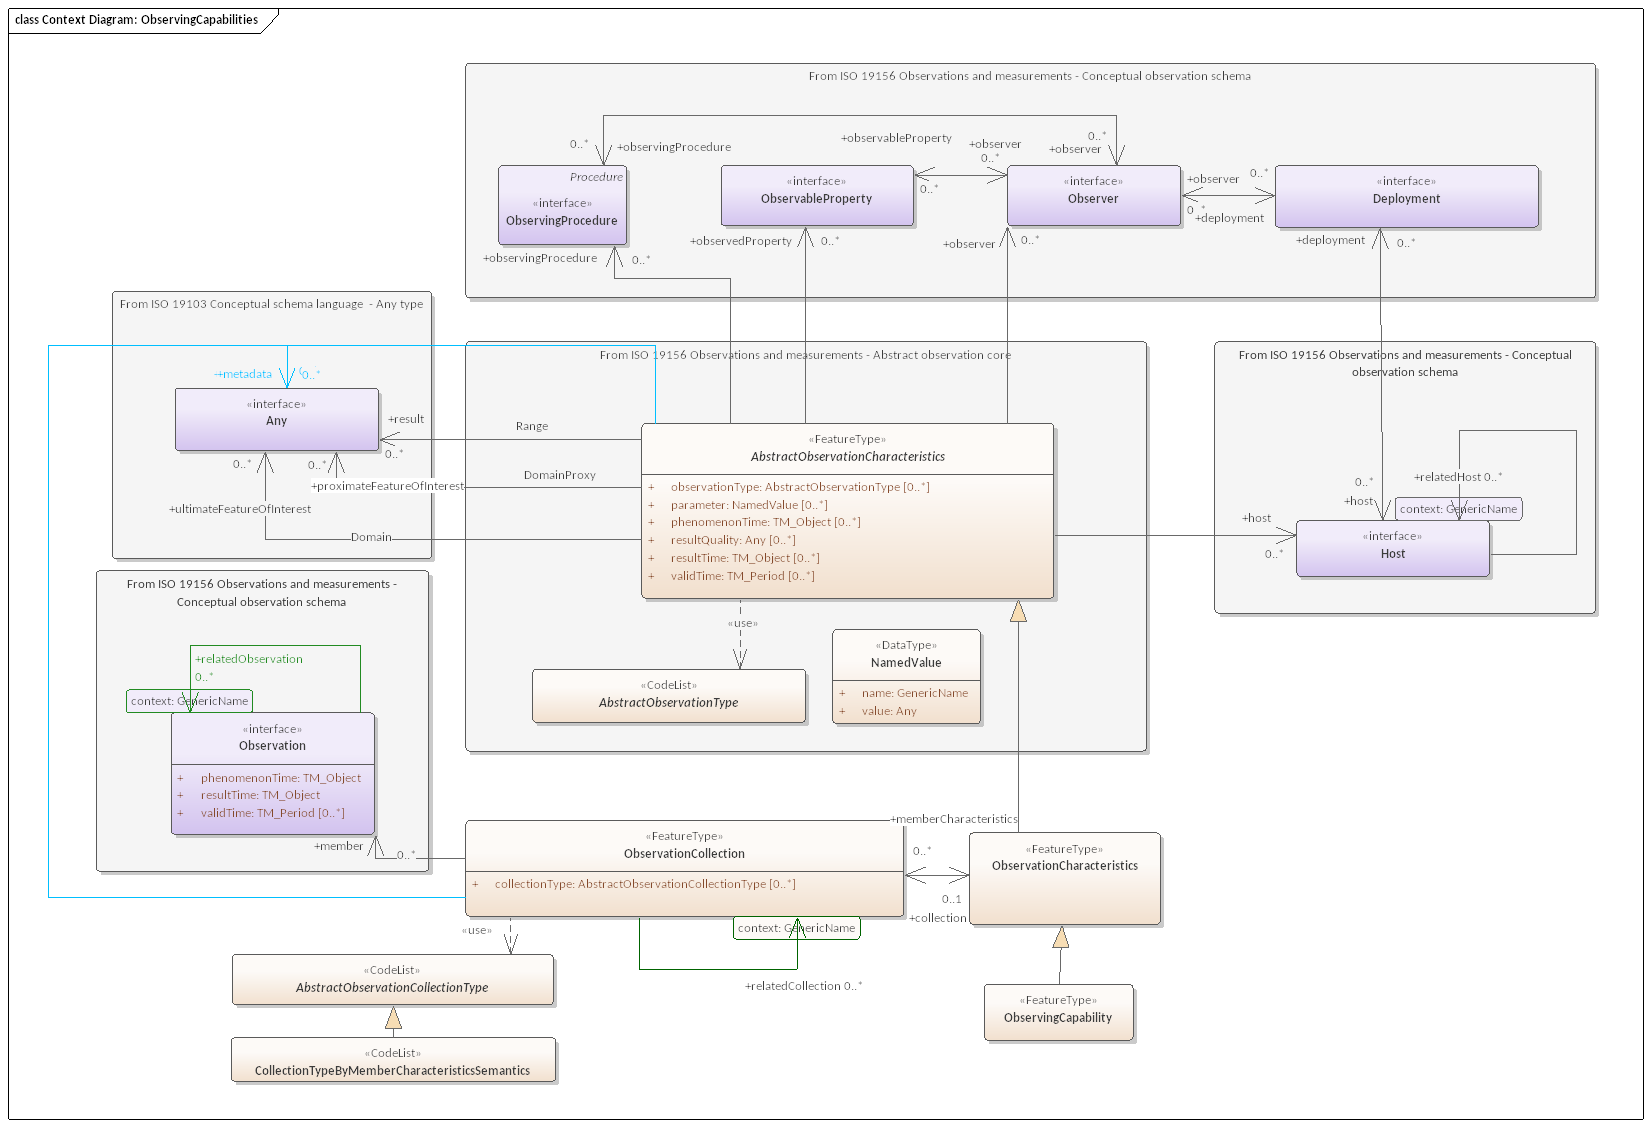 class Context Diagram: ObservingCapabilities
From ISO 19156 Observations and measurements - Conceptual observation schema
0..*
+observingProcedure
+observableProperty
+observer
0..*
0..*
+observer
Procedure
«interface»
ObservingProcedure
«interface»
ObservableProperty
0..*
«interface»
Observer
+observer
0..*
0..*
+deployment
«interface»
Deployment
+observingProcedure
0..*
+observedProperty
0..*
+observer
0..*
+deployment
0..*
From ISO 19103 Conceptual schema language  - Any type
+metadata
0..*
«interface»
Any
+result
0..*
Range
0..*
0..*
+proximateFeatureOfInterest
DomainProxy
+ultimateFeatureOfInterest
Domain
From ISO 19156 Observations and measurements - Abstract observation core
«FeatureType»
AbstractObservationCharacteristics
+ observationType: AbstractObservationType [0..*]
+ parameter: NamedValue [0..*]
+ phenomenonTime: TM_Object [0..*]
+ resultQuality: Any [0..*]
+ resultTime: TM_Object [0..*]
+ validTime: TM_Period [0..*]
«use»
«CodeList»
AbstractObservationType
«DataType»
NamedValue
+ name: GenericName
+ value: Any
From ISO 19156 Observations and measurements - Conceptual
observation schema
+relatedHost 0..*
0..*
+host
context: GenericName
+host
0..*
«interface»
Host
From ISO 19156 Observations and measurements -
Conceptual observation schema
+relatedObservation
0..*
context: GenericName
«interface»
Observation
+ phenomenonTime: TM_Object
+ resultTime: TM_Object
+ validTime: TM_Period [0..*]
+member
0..*
«FeatureType»
ObservationCollection
+ collectionType: AbstractObservationCollectionType [0..*]
+memberCharacteristics
0..*
0..1
+collection
«FeatureType»
ObservationCharacteristics
«use»
context: GenericName
+relatedCollection 0..*
«CodeList»
AbstractObservationCollectionType
«CodeList»
CollectionTypeByMemberCharacteristicsSemantics
«FeatureType»
ObservingCapability